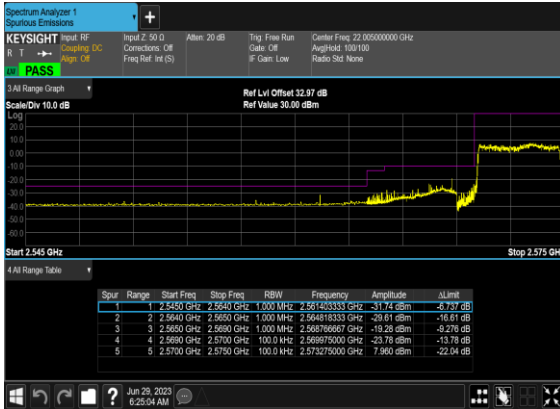 Spectrum Analyzer 1
Spurious Emissions
KEYSIGHT Input: RF Input Z: 50 Ω Atten: 20 dB Trig: Free Run Center Freq: 22.005000000 GHz
R T Coupling: DC Corrections: Off Gate: Off Avg|Hold: 100/100
Align: Off Freq Ref: Int (S) IF Gain: Low Radio Std: None
PASS
3 All Range Graph
Ref Lvl Offset 32.97 dB
Scale/Div 10.0 dB Ref Value 30.00 dBm
Log
20.0
10.0
0.00
-10.0
-20.0
-30.0
-40.0
-50.0
-60.0
Start 2.545 GHz Stop 2.575 GH
4 All Range Table
Spur Range Start Freq Stop Freq RBW Frequency Amplitude ΔLimit
1 1 2.5450 GHz 2.5640 GHz 1.000 MHz 2.561403333 GHz -31.74 dBm -6.737 dB
2 2 2.5640 GHz 2.5650 GHz 1.000 MHz 2.564818333 GHz -29.61 dBm -16.61 dB
3 3 2.5650 GHz 2.5690 GHz 1.000 MHz 2.568766667 GHz -19.28 dBm -9.276 dB
4 4 2.5690 GHz 2.5700 GHz 100.0 kHz 2.569975000 GHz -23.78 dBm -13.78 dB
5 5 2.5700 GHz 2.5750 GHz 100.0 kHz 2.573275000 GHz 7.960 dBm -22.04 dB
Jun 29, 2023
6:25:04 AM